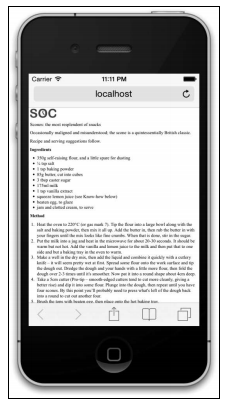 Carrier 11:11 PM
localhost
SOC
Scones: the most resplendent of snacks
Occasionally maligned and misunderstood; the scone is a quintessentially British classic.
Recipe and serving suggestions follow.
Ingredients
350g self-raising flour, and a little spare for dusting
¼ tsp salt
1 tsp baking powder
85g butter, cut into cubes
3 tbsp caster sugar
175ml milk
1 tsp vanilla extract
squeeze lemon juice (see Know-how below)
beaten egg, to glaze
jam and clotted cream, to serve
Method
1. Heat the oven to 220°C (or gas mark 7). Tip the flour into a large bowl along with the
salt and baking powder, then mix it all up. Add the butter in, then rub the butter in with
your fingers until the mix looks like fine crumbs. When that is done, stir in the sugar.
2. Put the milk into a jug and heat in the microwave for about 20-30 seconds. It should be
warm but not hot. Add the vanilla and lemon juice to the milk and then put that to one
side and bet a baking tray in the oven to warm.
3. Make a well in the dry mix, then add the liquid and combine it quickly with a cutlery
knife – it will seem pretty wet at first. Spread some flour onto the work surface and tip
the dough out. Dredge the dough and your hands with a little more flour, then fold the
dough over 2-3 times until it's smoother. Now pat it into a round shape about 4cm deep.
4. Take a 5cm cutter (Pro-tip – smooth-edged cutters tend to cut more cleanly, giving a
better rise) and dip it into some flour. Plunge into the dough, then repeat until you have
four scones. By this point you'll probably need to press what's left of the dough back
into a round to cut out another four.
5. Brush the tops with beaten egg, then place onto the hot baking tray.